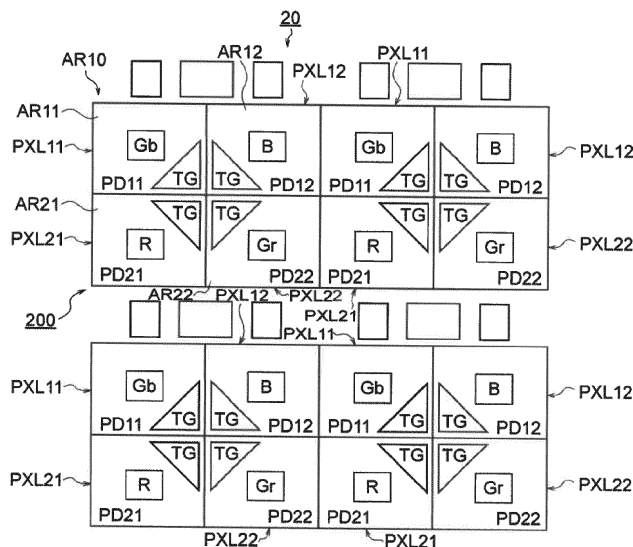 20
AR10 AR12 PXL12 PXL11
AR11
PXL11 Gb B Gb B PXL12
PD11 TG TG PD12 PD11 TG TG PD12
AR21 TG TG TG TG
PXL21 R Gr R Gr PXL22
PD21 PD22 PD21 PD22
AR22 PXL12 PXL22 PXL21
200 PXL11
PXL11 Gb B Gb B PXL12
PD11 TG TG PD12 PD11 TG TG PD12
TG TG TG TG
PXL21 R Gr R Gr PXL22
PD21 PD22 PD21 PD22
PXL22 PXL21